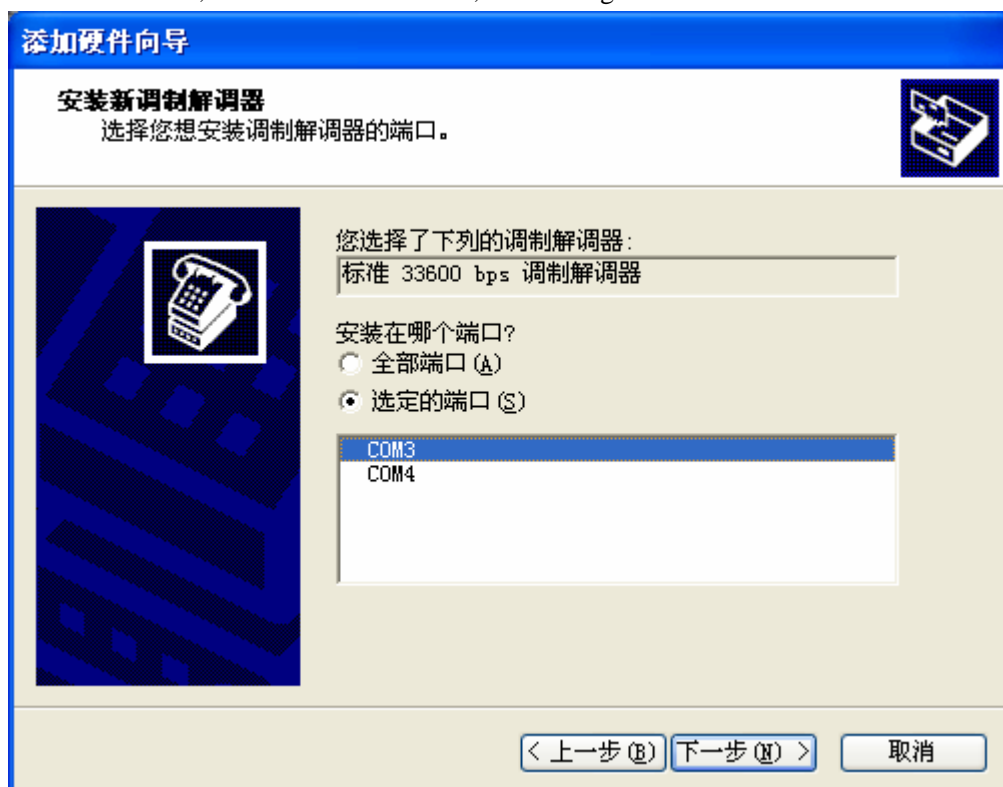 添加硬件向导
安装新调制解调器
选择您想安装调制解调器的端口。
您选择了下列的调制解调器:
标准 33600 bps 调制解调器
安装在哪个端口?
全部端口(A)
选定的端口(S)
COM3
COM4
< 上一步(B) 下一步(N) > 取消